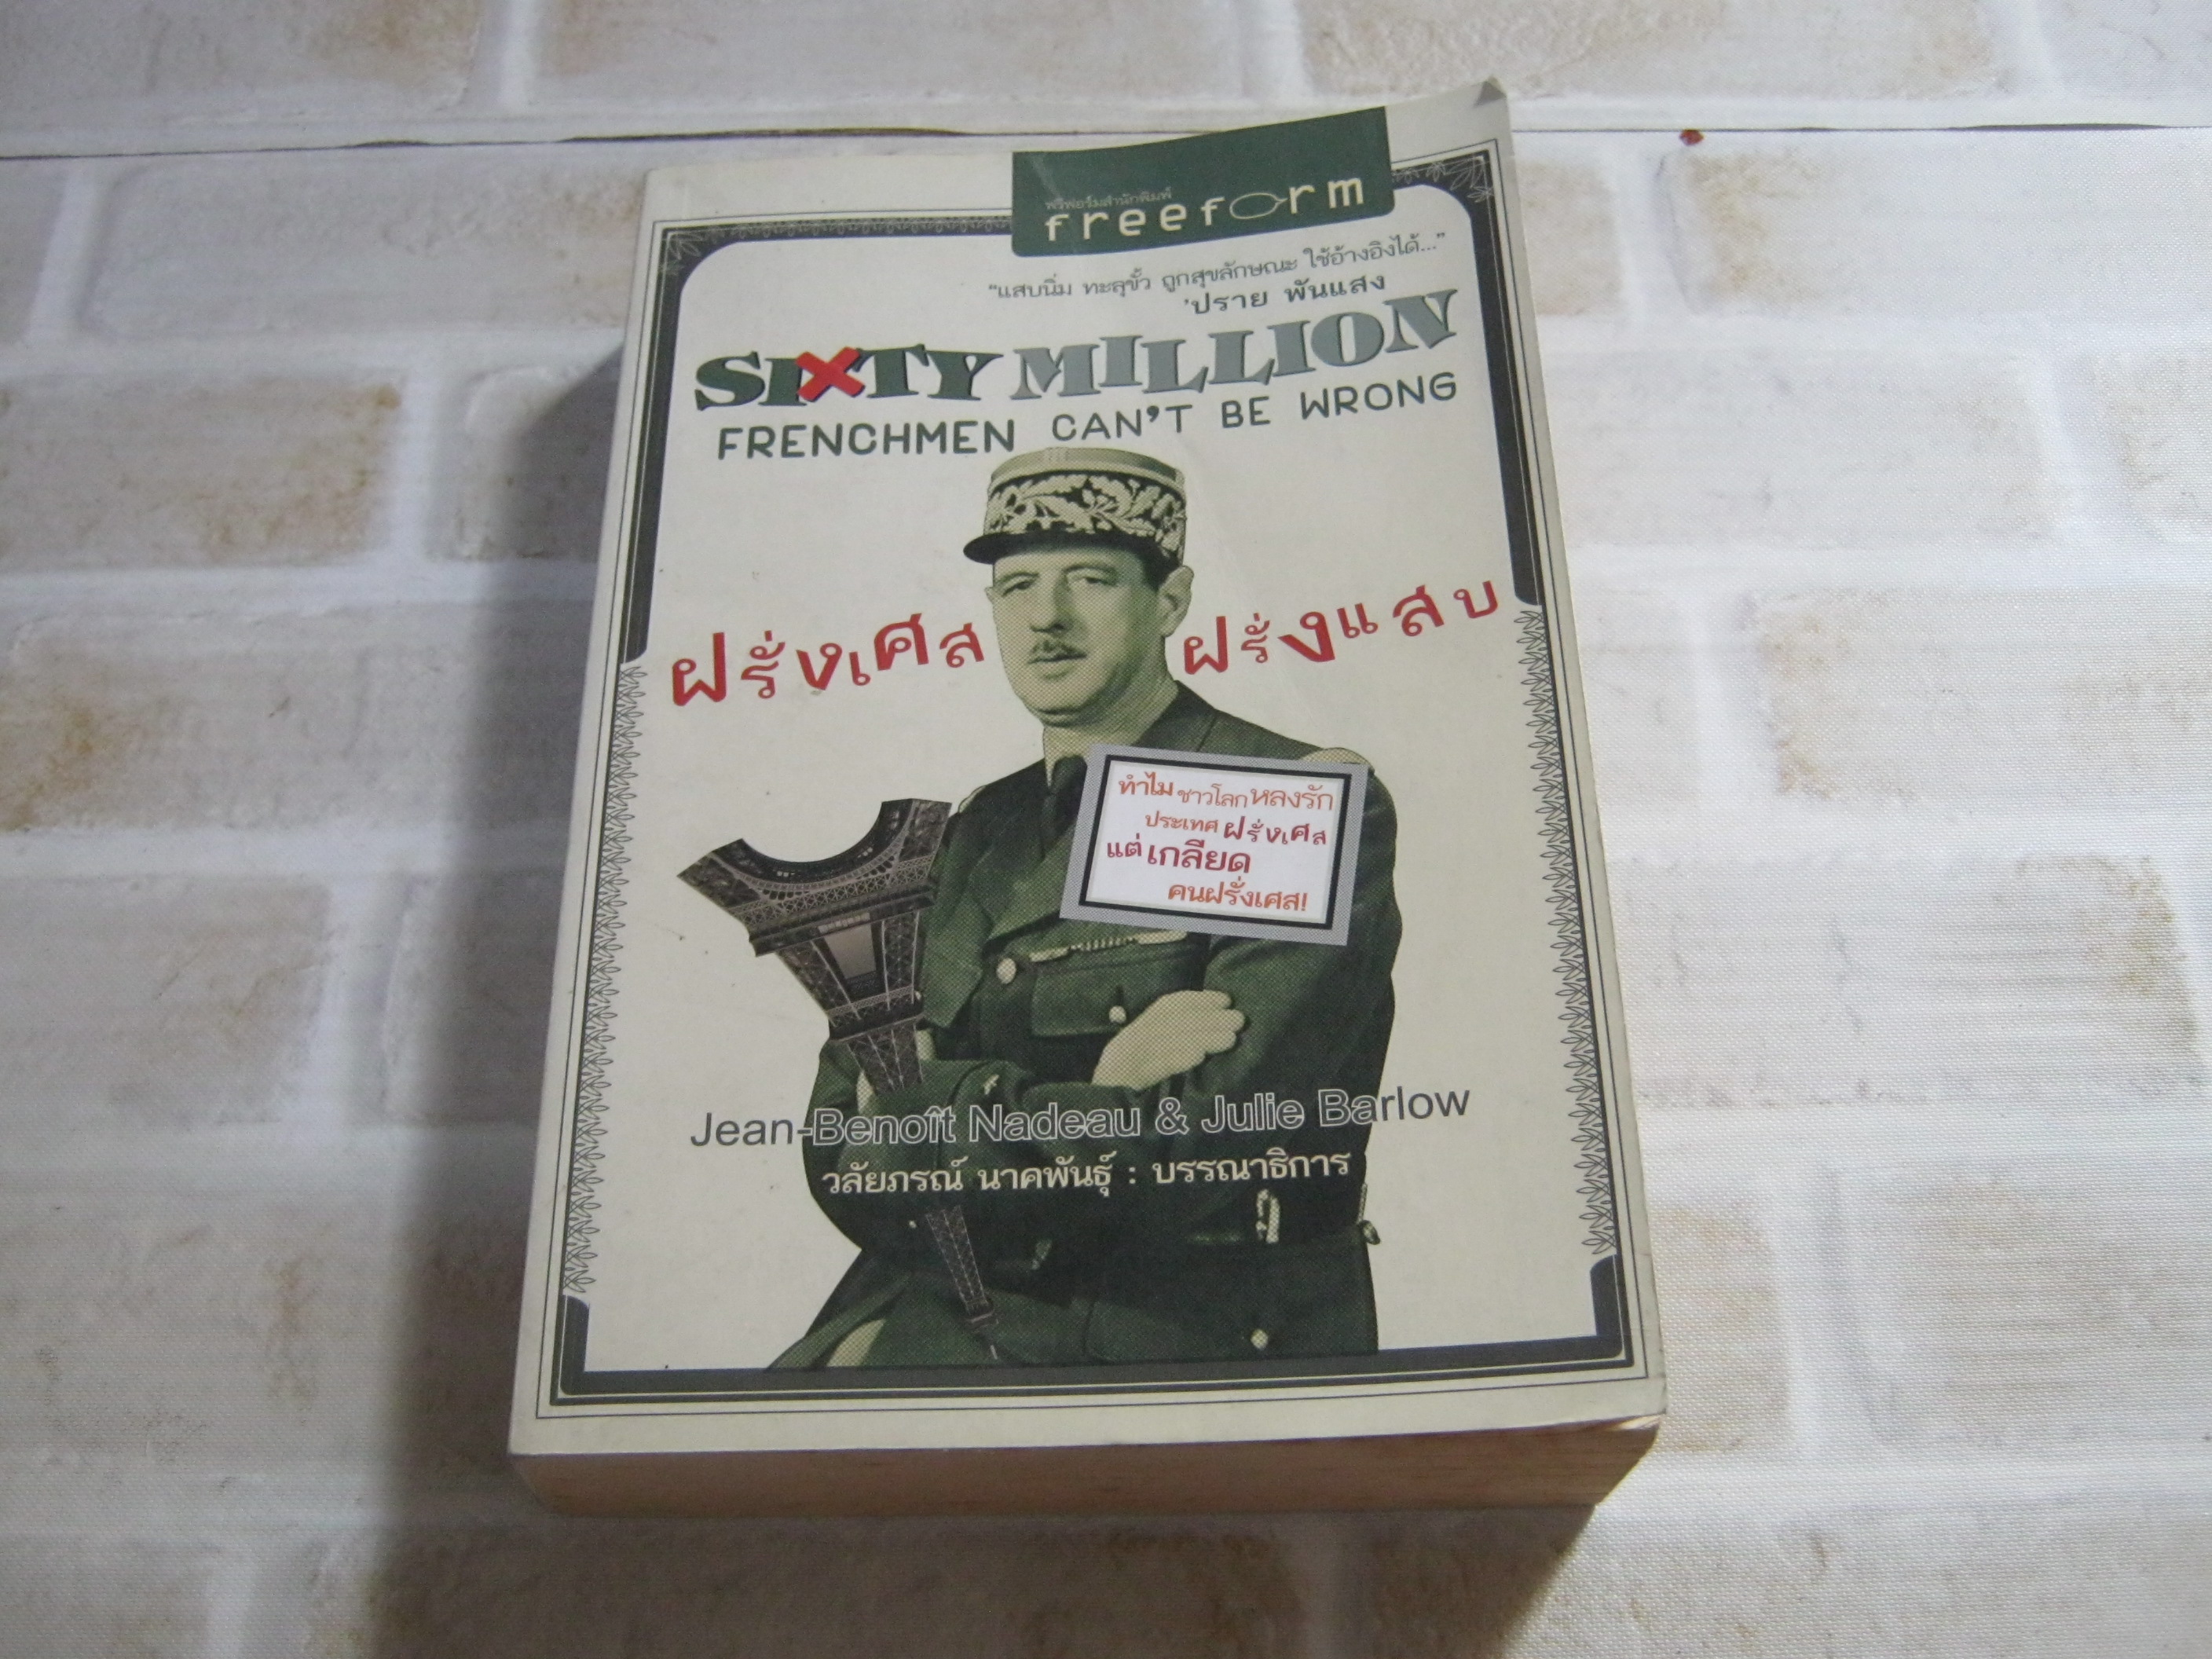 ฟรีฟอร์มสำนักพิมพ์
freeform
"แสบนิ่ม ทะลุขั้ว ถูกสุขลักษณะ ใช้อ้างอิงได้..."
'ปราย พันแสง
SIXTY MILLION
FRENCHMEN CAN'T BE WRONG
ฝรั่งเศส ฝรั่งแสบ
ทำไมชาวโลกหลงรัก
ประเทศฝรั่งเศส
แต่เกลียด
คนฝรั่งเศส!
Jean-Benoît Nadeau & Julie Barlow
วลัยภรณ์ นาคพันธุ์ : บรรณาธิการ